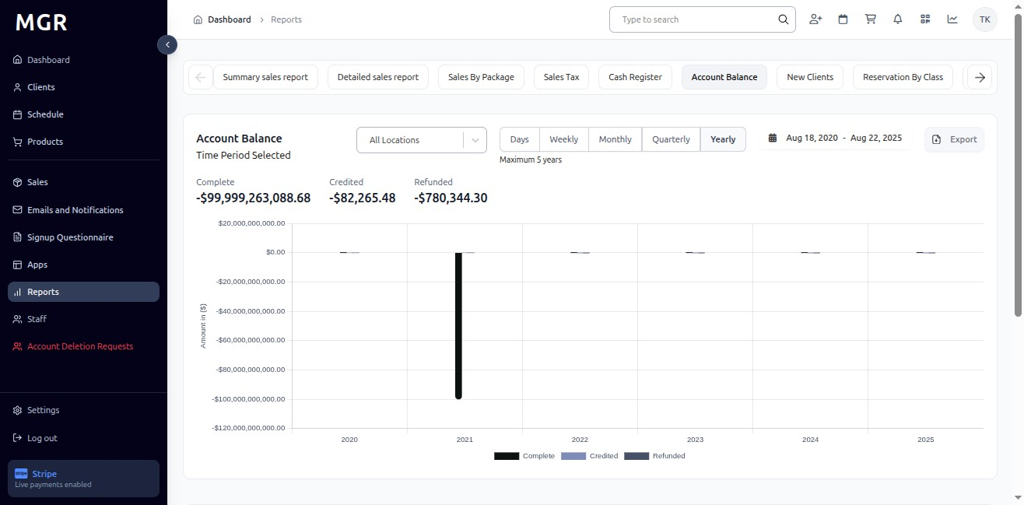 MGR
Dashboard
Clients
Schedule
Products
Sales
Emails and Notifications
Signup Questionnaire
Apps
Reports
Staff
Account Deletion Requests
Settings
Log out
Stripe
Live payments enabled
Dashboard > Reports
Type to search
TK
Summary sales report
Detailed sales report
Sales By Package
Sales Tax
Cash Register
Account Balance
New Clients
Reservation By Class
Account Balance
Time Period Selected
All Locations
Days
Weekly
Monthly
Quarterly
Yearly
Maximum 5 years
Aug 18, 2020 - Aug 22, 2025
Export
Complete
-$99,999,263,088.68
Credited
-$82,265.48
Refunded
-$780,344.30
Amount in ($)
$20,000,000,000.00
$0.00
-$20,000,000,000.00
-$40,000,000,000.00
-$60,000,000,000.00
-$80,000,000,000.00
-$100,000,000,000.00
-$120,000,000,000.00
2020
2021
2022
2023
2024
2025
Complete
Credited
Refunded